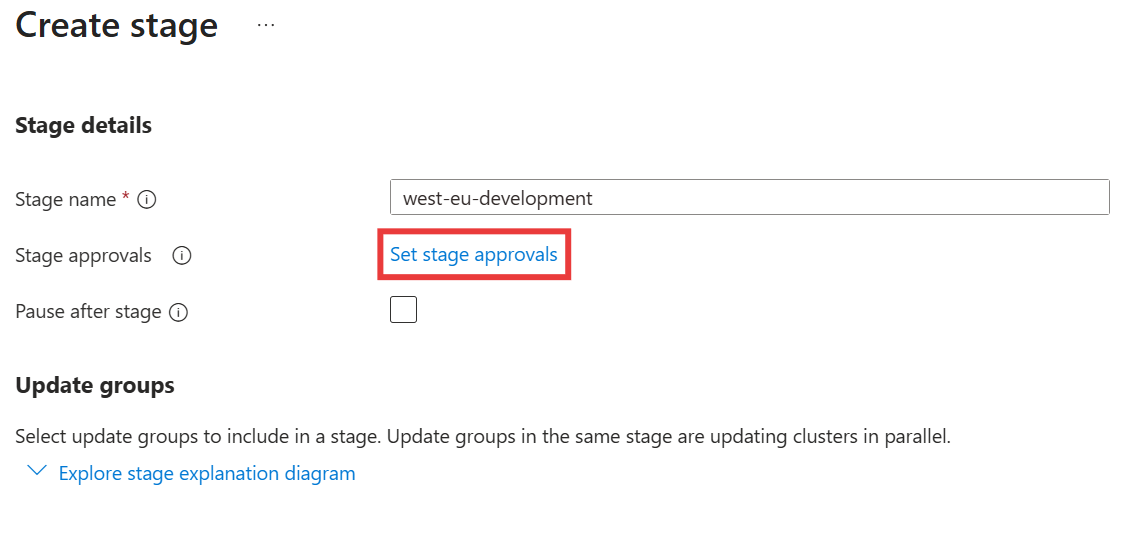 Create stage ...
Stage details
Stage name * west-eu-development
Stage approvals Set stage approvals
Pause after stage
Update groups
Select update groups to include in a stage. Update groups in the same stage are updating clusters in parallel.
Explore stage explanation diagram